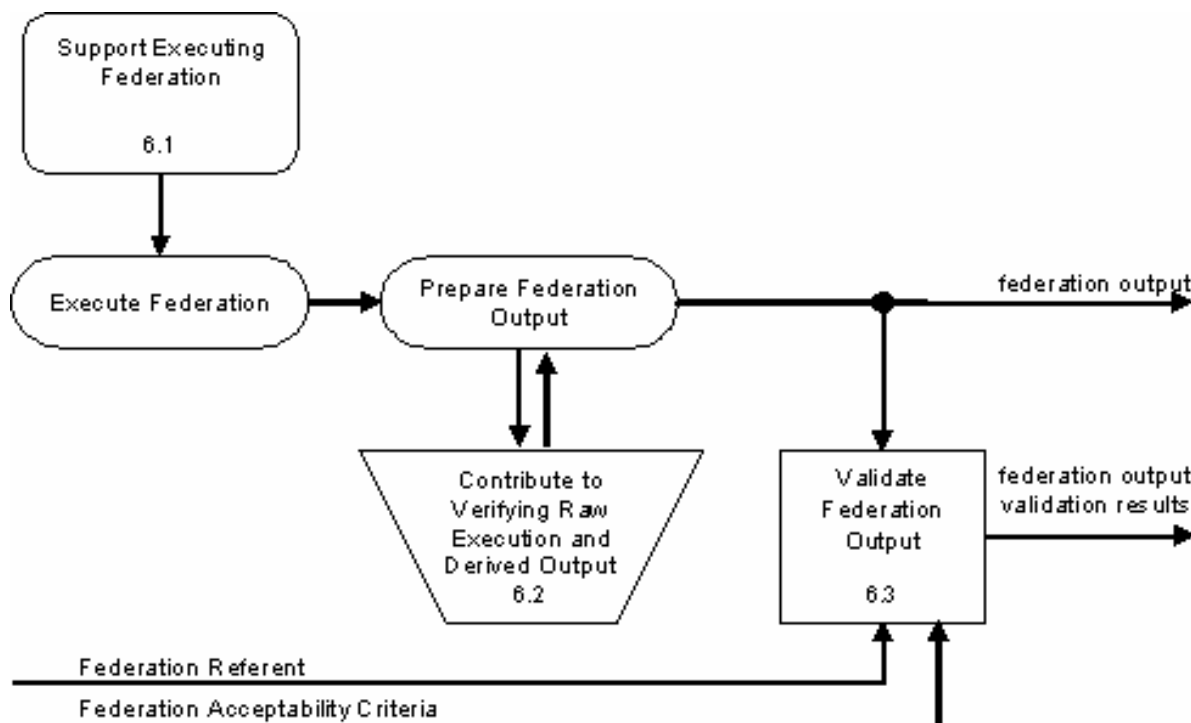 Support Executing
Federation
6.1
Execute Federation
Prepare Federation
Output
federation output
Contribute to
Verifying Raw
Execution and
Derived Output
6.2
Validate
Federation
Output
6.3
federation output
validation results
Federation Referent
Federation Acceptability Criteria